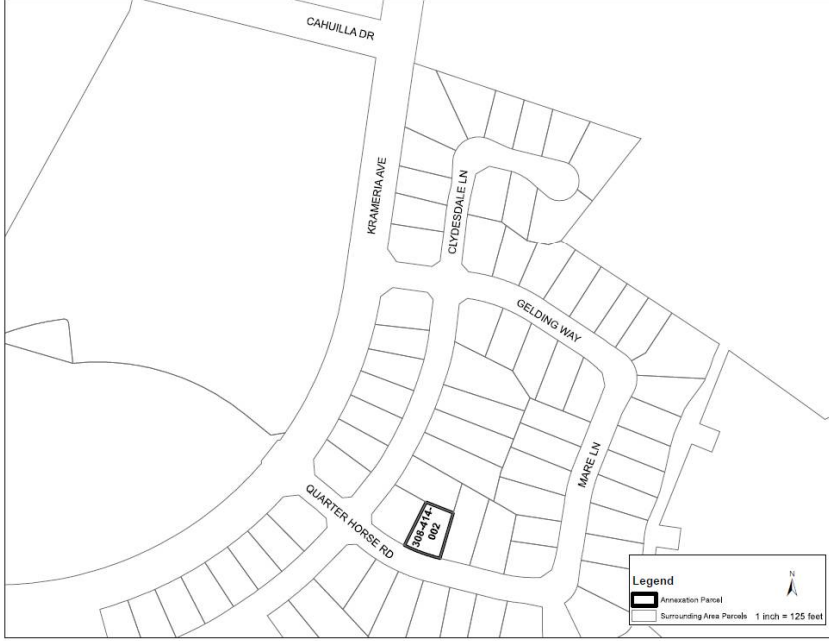 CAHUILLA DR
KRAMERIA AVE
CLYDESDALE LN
GELDING WAY
MARE LN
QUARTER HORSE RD
308-414-
002
Legend
Annexation Parcel
Surrounding Area Parcels
N
1 inch = 125 feet